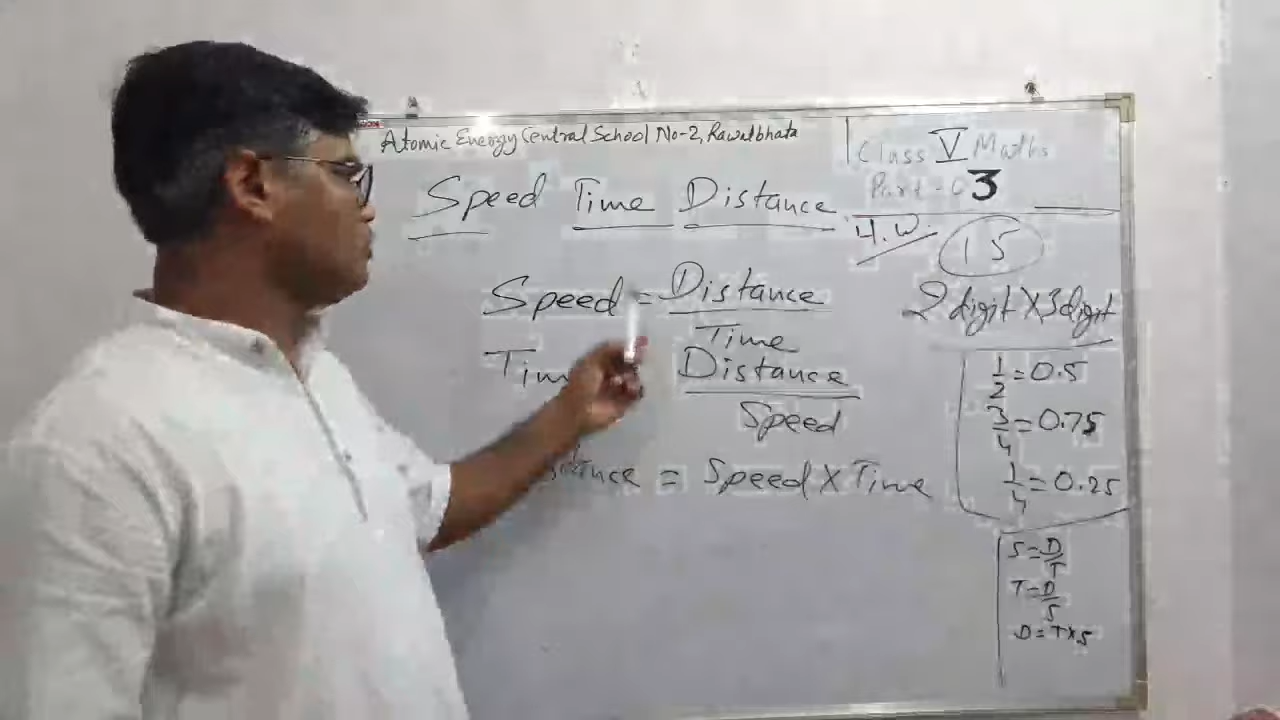 Atomic Energy Central School No-2, Rawatbhata
Class V Maths
Part-03
Speed Time Distance
H.W. 15
2 digit X 3 digit
Speed = Distance
Time
Tim Distance
Speed
stance = Speed X Time
1/2 = 0.5
3/4 = 0.75
1/4 = 0.25
S = D/T
T = D/S
D = T x S